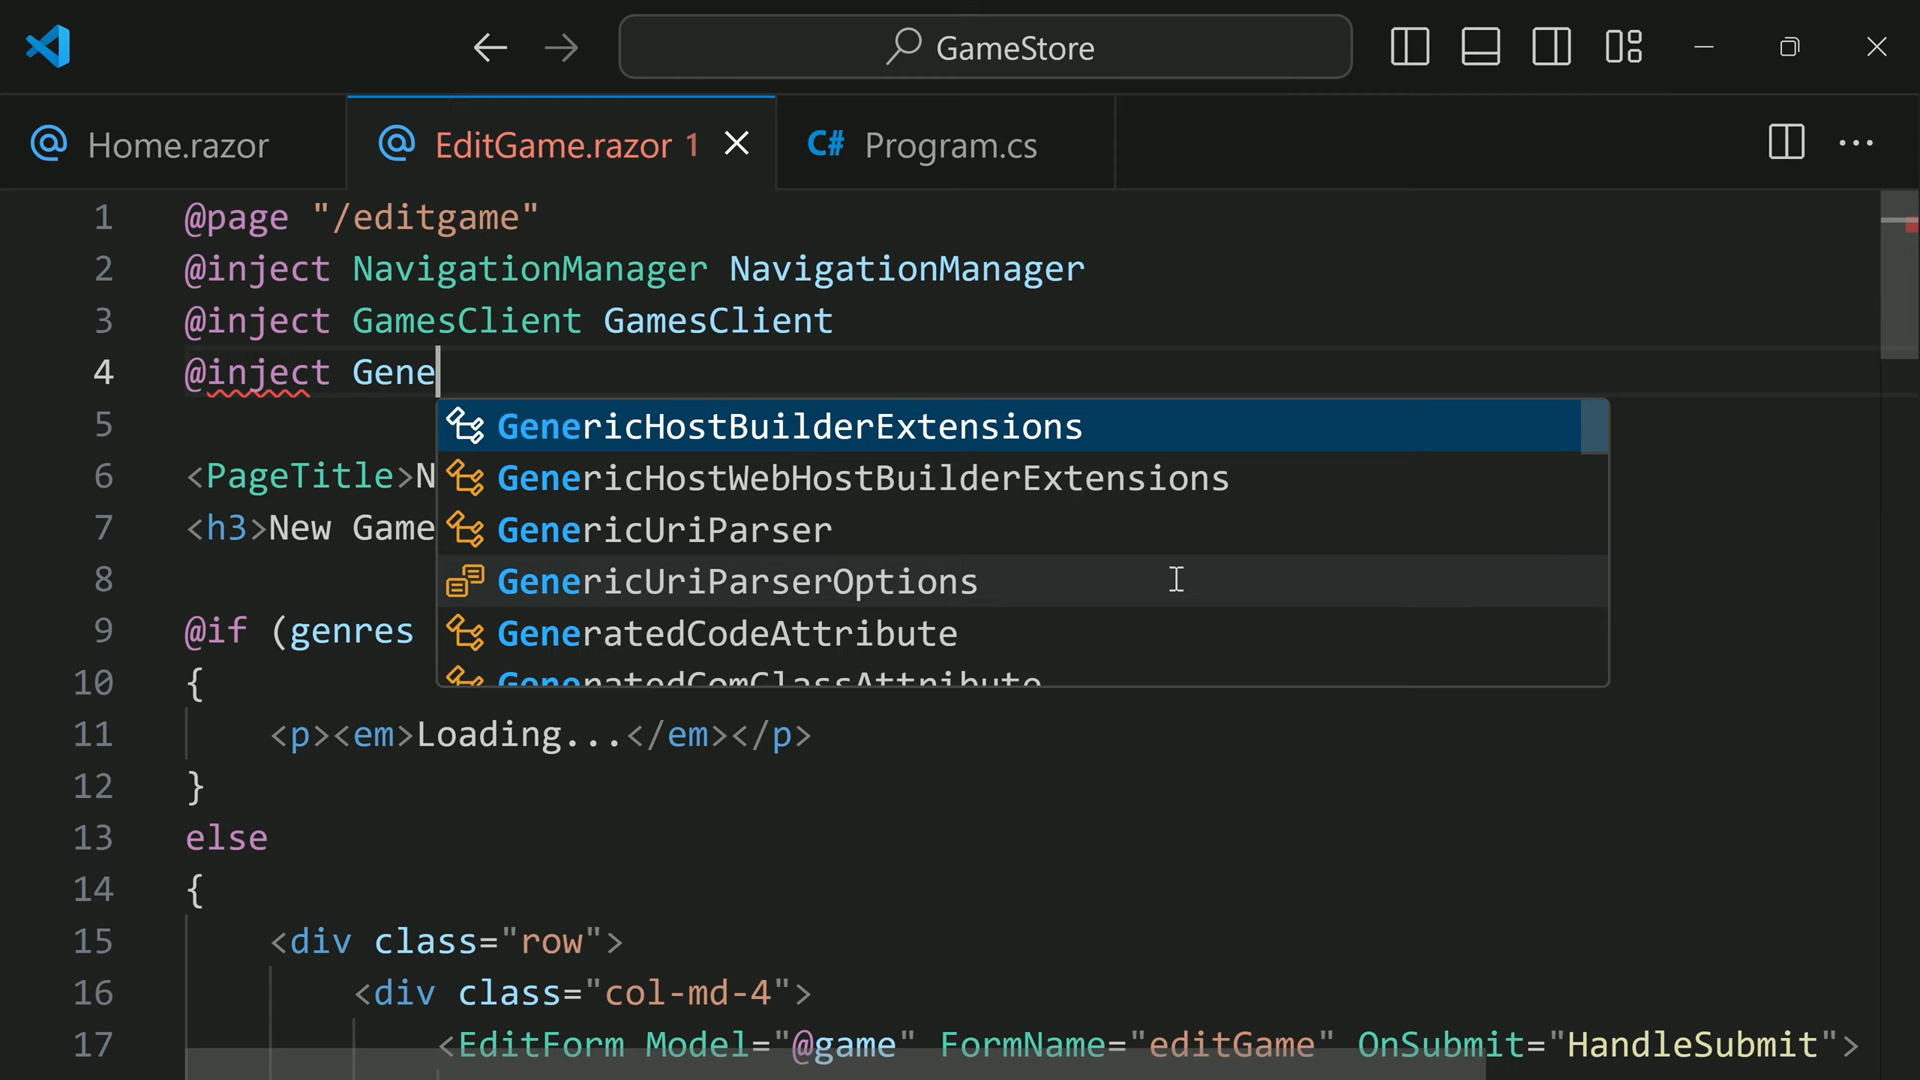 GameStore
Home.razor EditGame.razor 1 C# Program.cs
1 @page "/editgame"
2 @inject NavigationManager NavigationManager
3 @inject GamesClient GamesClient
4 @inject Gene
GenericHostBuilderExtensions
5
GenericHostWebHostBuilderExtensions
6 <PageTitle>N
GenericUriParser
7 <h3>New Game
GenericUriParserOptions
8
GeneratedCodeAttribute
9 @if (genres
GeneratedComClassAttribute
10 {
11 <p><em>Loading...</em></p>
12 }
13 else
14 {
15 <div class="row">
16 <div class="col-md-4">
17 <EditForm Model="@game" FormName="editGame" OnSubmit="HandleSubmit">